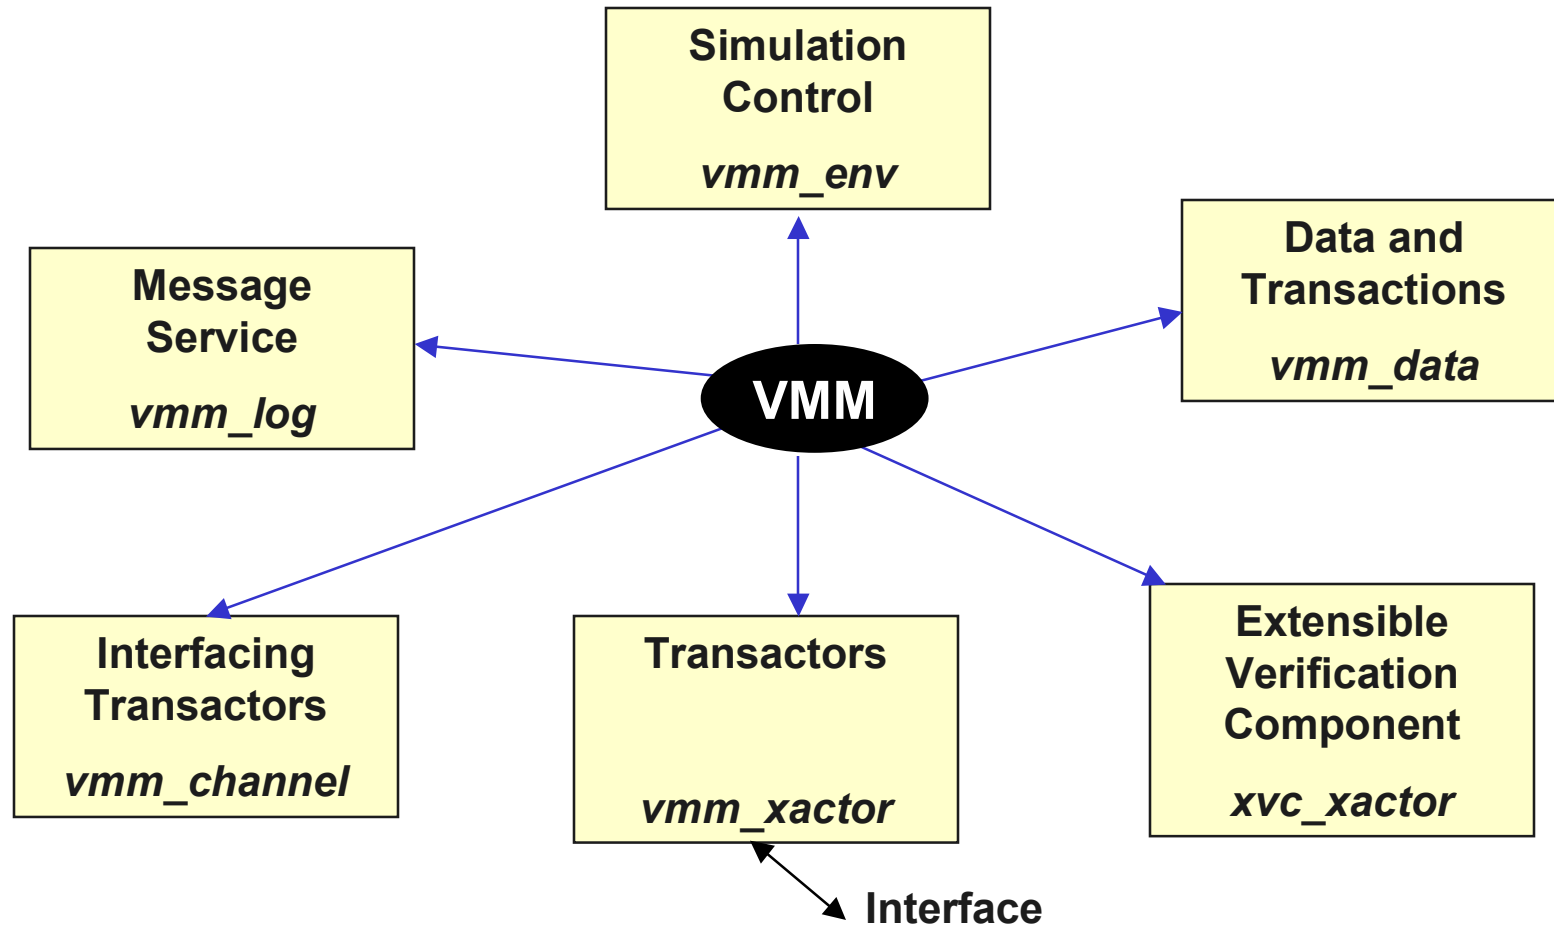 Simulation
Control
vmm_env
Message
Service
vmm_log
Data and
Transactions
vmm_data
VMM
Interfacing
Transactors
vmm_channel
Transactors
vmm_xactor
Extensible
Verification
Component
xvc_xactor
Interface